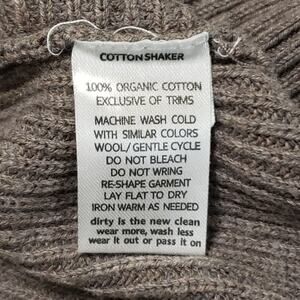 COTTON SHAKER
100% ORGANIC COTTON
EXCLUSIVE OF TRIMS
MACHINE WASH COLD
WITH SIMILAR COLORS
WOOL/GENTLE CYCLE
DO NOT BLEACH
DO NOT WRING
RE-SHAPE GARMENT
LAY FLAT TO DRY
IRON WARM AS NEEDED
dirty is the new clean
wear more, wash less
wear it out or pass it on